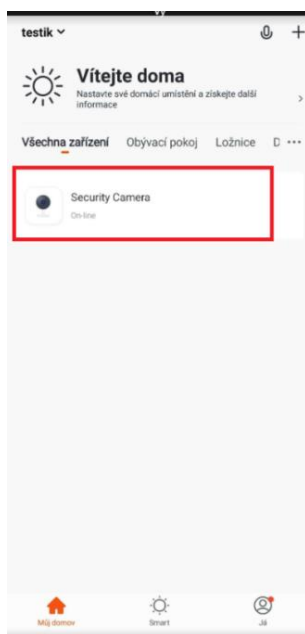 testik
Vítejte doma
Nastavte své domácí umístění a získejte další
informace
Všechna zařízení Obývací pokoj Ložnice D
Security Camera
On-line
Můj domov Smart Já